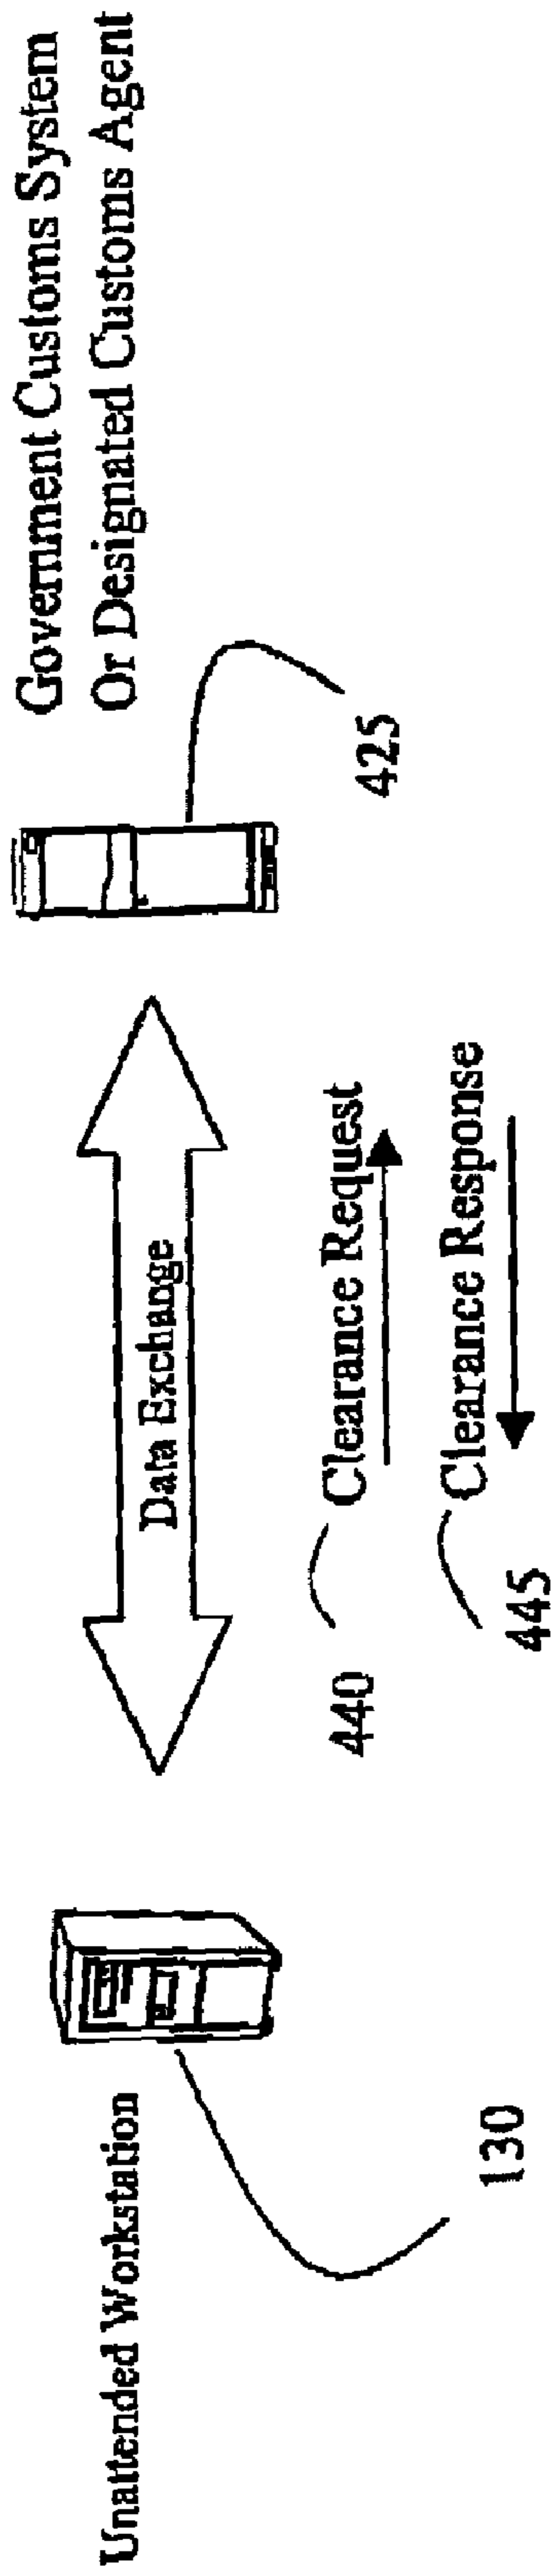 Unattended Workstation
130
Data Exchange
440
Clearance Request
445
Clearance Response
Government Customs System
Or Designated Customs Agent
425